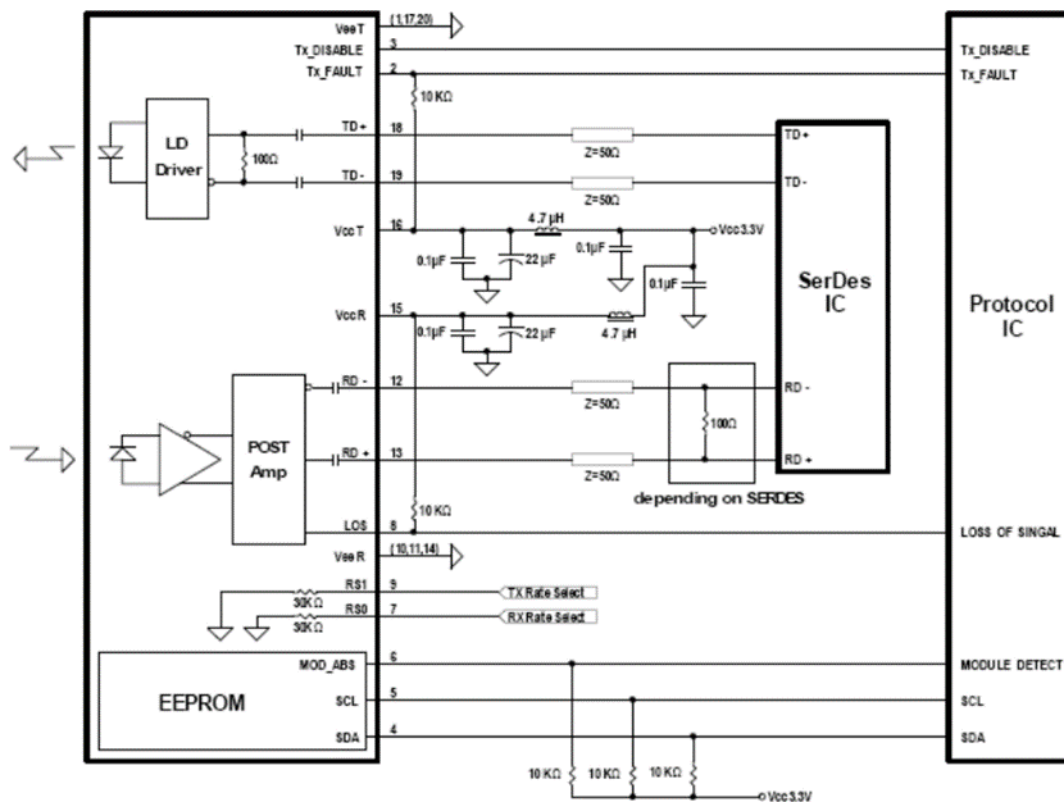 VeeT (1,17,20)
Tx_DISABLE 3 Tx_DISABLE
Tx_FAULT 2 Tx_FAULT
10 KΩ
TD+ 18 TD+
LD
Driver
100Ω
Z=50Ω
TD- 19 TD-
Z=50Ω
VccT 16
4.7 μH
Vcc3.3V
0.1μF
22 μF
0.1μF
0.1μF
SerDes
IC
Protocol
IC
VccR 15
0.1μF
22 μF
4.7 μH
RD - 12 RD -
Z=50Ω
100Ω
POST
Amp
RD + 13 RD +
Z=50Ω
depending on SERDES
10 KΩ
LOS 8 LOSS OF SINGAL
VeeR (10,11,14)
RS1 9 TX Rate Select
30KΩ
RS0 7 RX Rate Select
30KΩ
MOD_ABS 6 MODULE DETECT
EEPROM
SCL 5 SCL
SDA 4 SDA
10 KΩ 10 KΩ 10 KΩ
Vcc3.3V